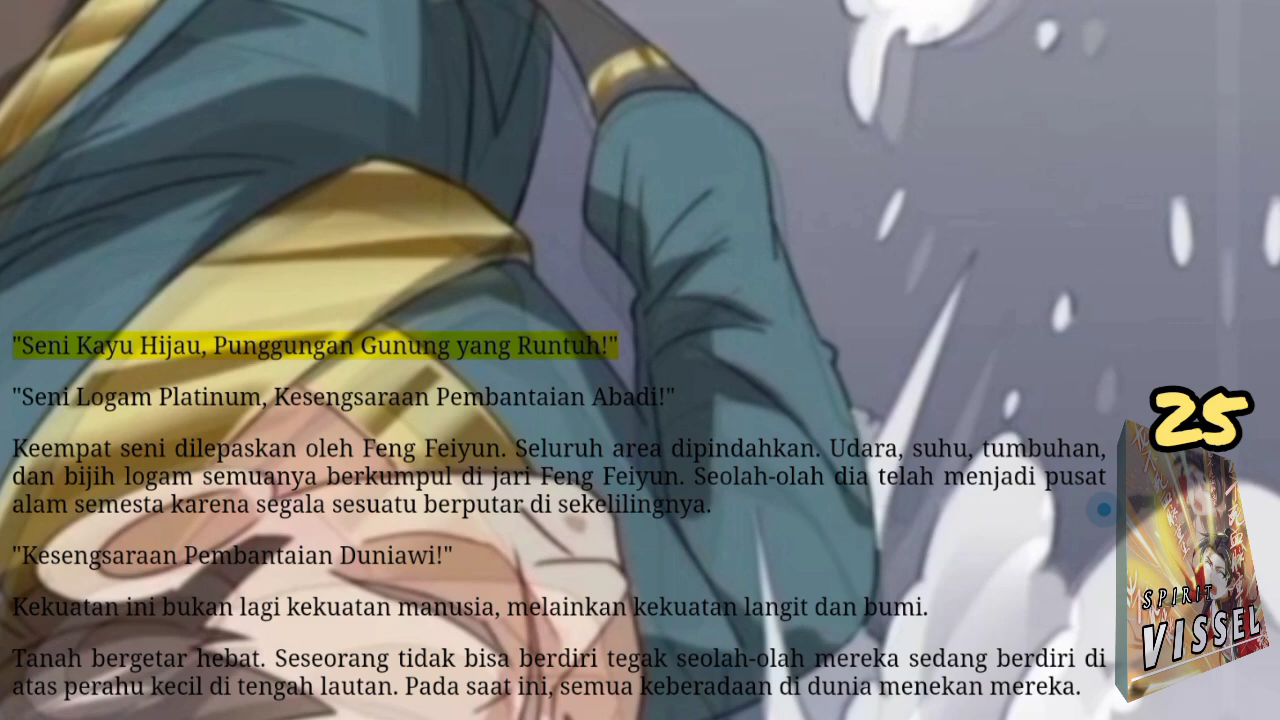 "Seni Kayu Hijau, Punggungan Gunung yang Runtuh!"
"Seni Logam Platinum, Kesengsaraan Pembantaian Abadi!"
Keempat seni dilepaskan oleh Feng Feiyun. Seluruh area dipindahkan. Udara, suhu, tumbuhan,
dan bijih logam semuanya berkumpul di jari Feng Feiyun. Seolah-olah dia telah menjadi pusat
alam semesta karena segala sesuatu berputar di sekelilingnya.
"Kesengsaraan Pembantaian Duniawi!"
Kekuatan ini bukan lagi kekuatan manusia, melainkan kekuatan langit dan bumi.
Tanah bergetar hebat. Seseorang tidak bisa berdiri tegak seolah-olah mereka sedang berdiri di
atas perahu kecil di tengah lautan. Pada saat ini, semua keberadaan di dunia menekan mereka.
25
SPIRIT
VISSEL